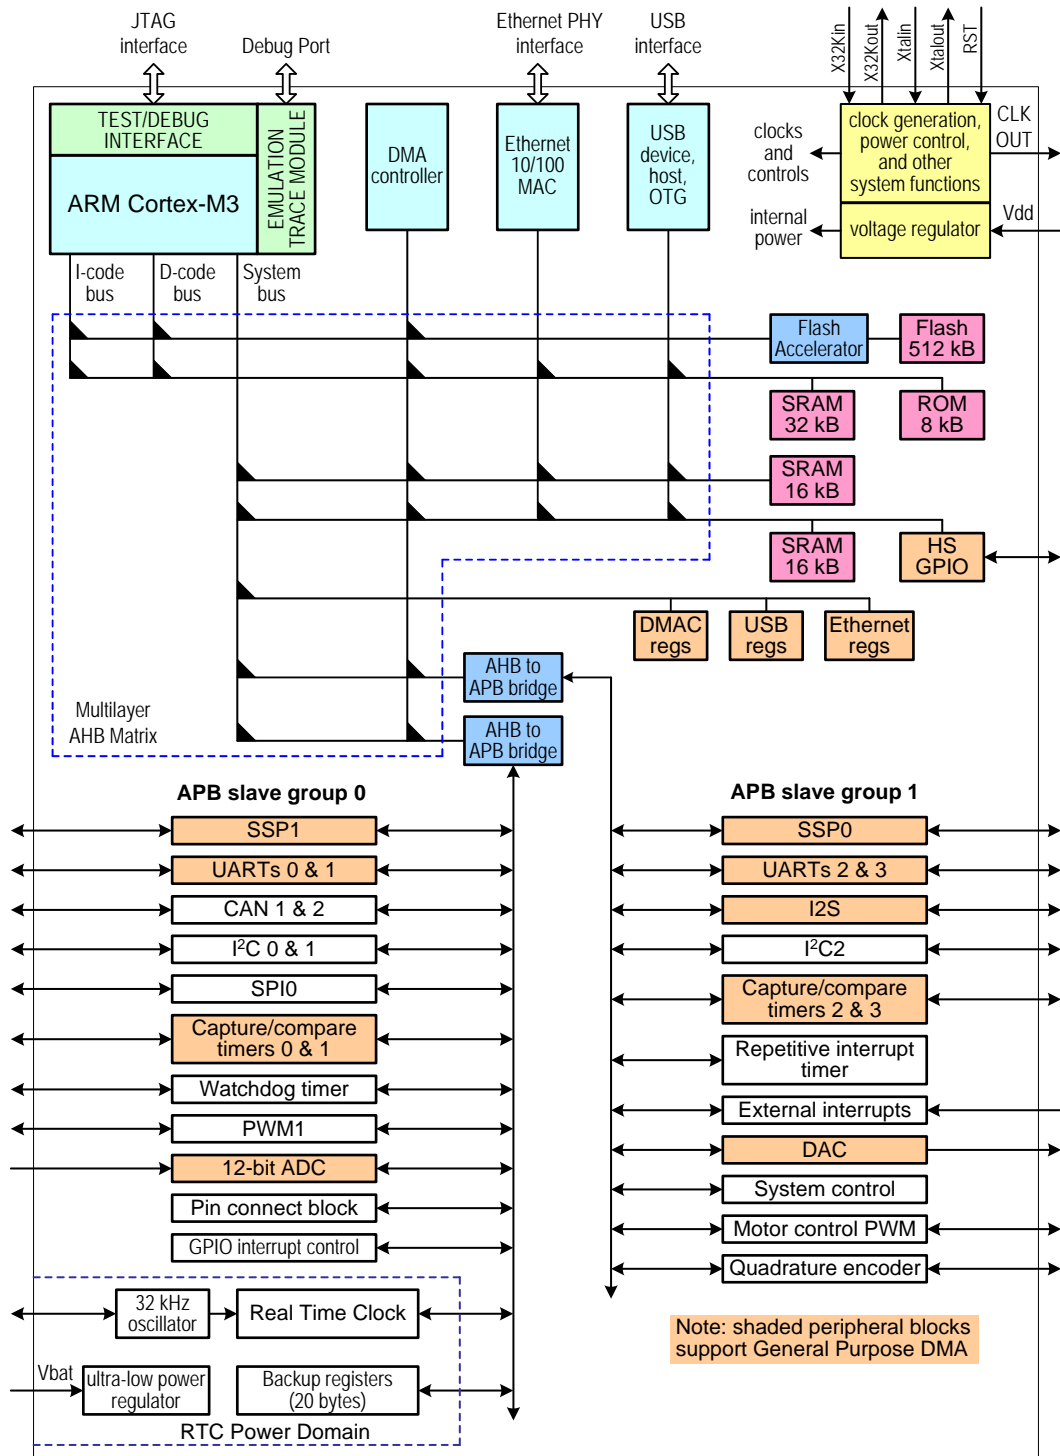 JTAG
interface
Debug Port
Ethernet PHY
interface
USB
interface
X32Kin
X32Kout
Xtalin
Xtalout
RST
TEST/DEBUG
INTERFACE
ARM Cortex-M3
EMULATION
TRACE MODULE
DMA
controller
Ethernet
10/100
MAC
USB
device,
host,
OTG
clocks
and
controls
clock generation,
power control,
and other
system functions
CLK
OUT
internal
power
voltage regulator
Vdd
I-code
bus
D-code
bus
System
bus
Flash
Accelerator
Flash
512 kB
SRAM
32 kB
ROM
8 kB
SRAM
16 kB
SRAM
16 kB
HS
GPIO
DMAC
regs
USB
regs
Ethernet
regs
AHB to
APB bridge
Multilayer
AHB Matrix
AHB to
APB bridge
APB slave group 0
SSP1
UARTs 0 & 1
CAN 1 & 2
I²C 0 & 1
SPI0
Capture/compare
timers 0 & 1
Watchdog timer
PWM1
12-bit ADC
Pin connect block
GPIO interrupt control
32 kHz
oscillator
Real Time Clock
Vbat
ultra-low power
regulator
Backup registers
(20 bytes)
RTC Power Domain
APB slave group 1
SSP0
UARTs 2 & 3
I2S
I²C2
Capture/compare
timers 2 & 3
Repetitive interrupt
timer
External interrupts
DAC
System control
Motor control PWM
Quadrature encoder
Note: shaded peripheral blocks
support General Purpose DMA